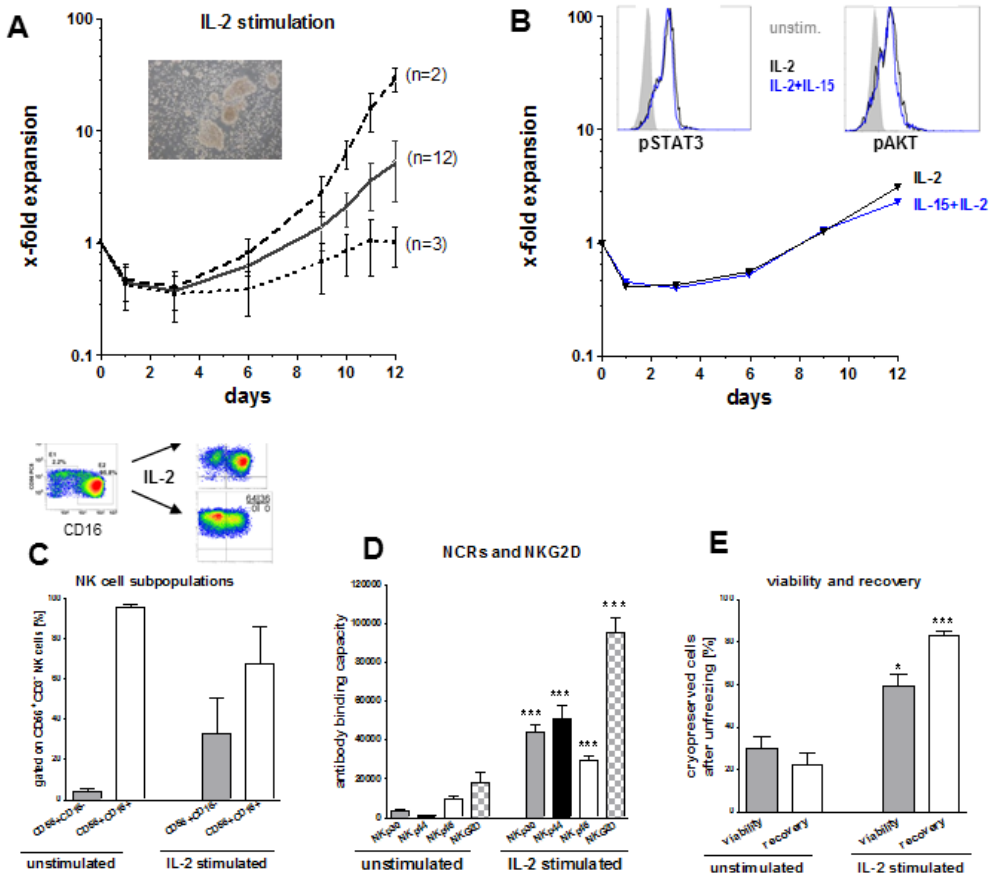 A
IL-2 stimulation
x-fold expansion
100
10
1
0.1
(n=2)
(n=12)
(n=3)
0 2 4 6 8 10 12
days
B
unstim.
IL-2
IL-2+IL-15
pSTAT3
pAKT
x-fold expansion
100
10
1
0.1
IL-2
IL-15+IL-2
0 2 4 6 8 10 12
days
CD16
IL-2
C
NK cell subpopulations
gated on CD56+CD3- NK cells [%]
100
80
60
40
20
0
CD56+CD16-
CD56+CD16+
CD56+CD16-
CD56+CD16+
unstimulated
IL-2 stimulated
D
NCRs and NKG2D
antibody binding capacity
120000
100000
80000
60000
40000
20000
0
***
***
***
***
NKp30
NKp44
NKp46
NKG2D
NKp30
NKp44
NKp46
NKG2D
unstimulated
IL-2 stimulated
E
viability and recovery
cryopreserved cells
after unfreezing [%]
100
80
60
40
20
0
*
***
viability
recovery
viability
recovery
unstimulated
IL-2 stimulated